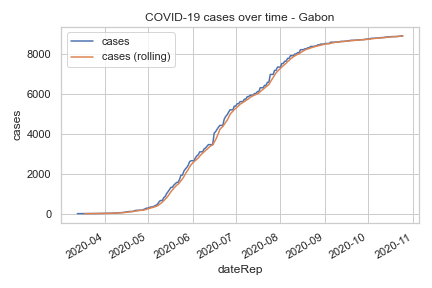 COVID-19 cases over time - Gabon
cases
cases (rolling)
8000
6000
4000
2000
0
cases
2020-04
2020-05
2020-06
2020-07
2020-08
2020-09
2020-10
2020-11
dateRep